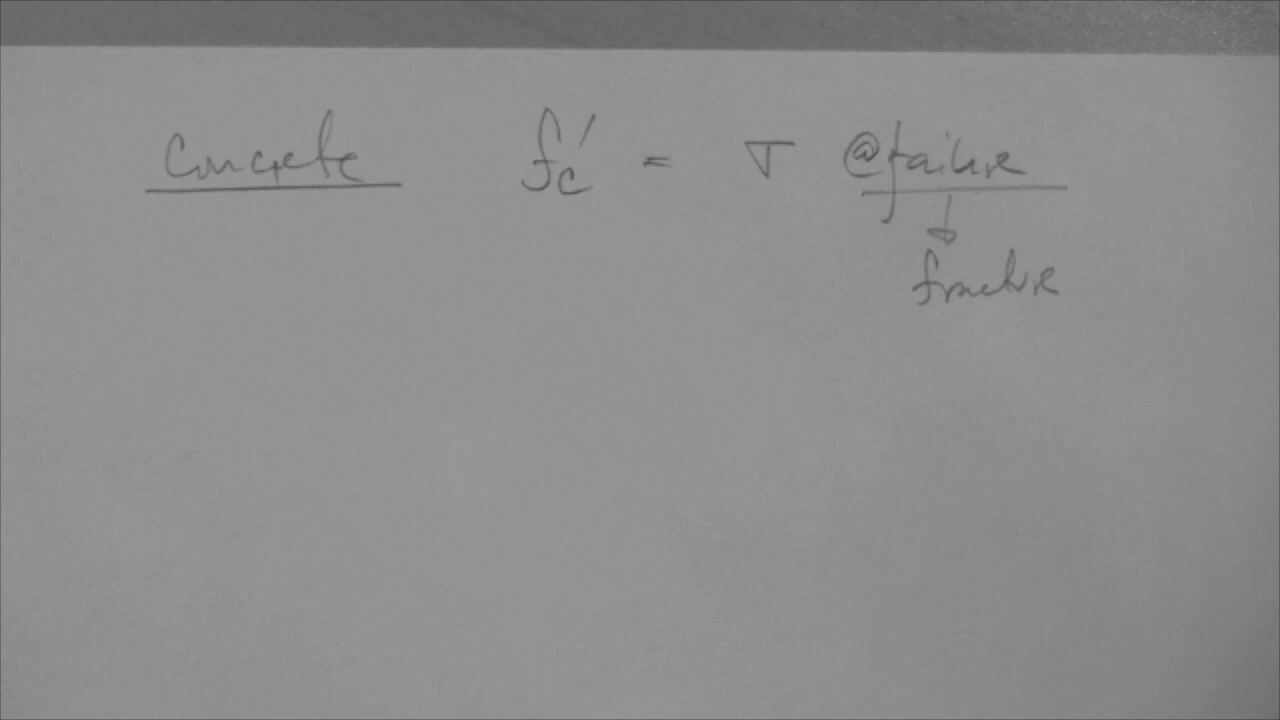 Concrete f'c = σ @failure
fracture